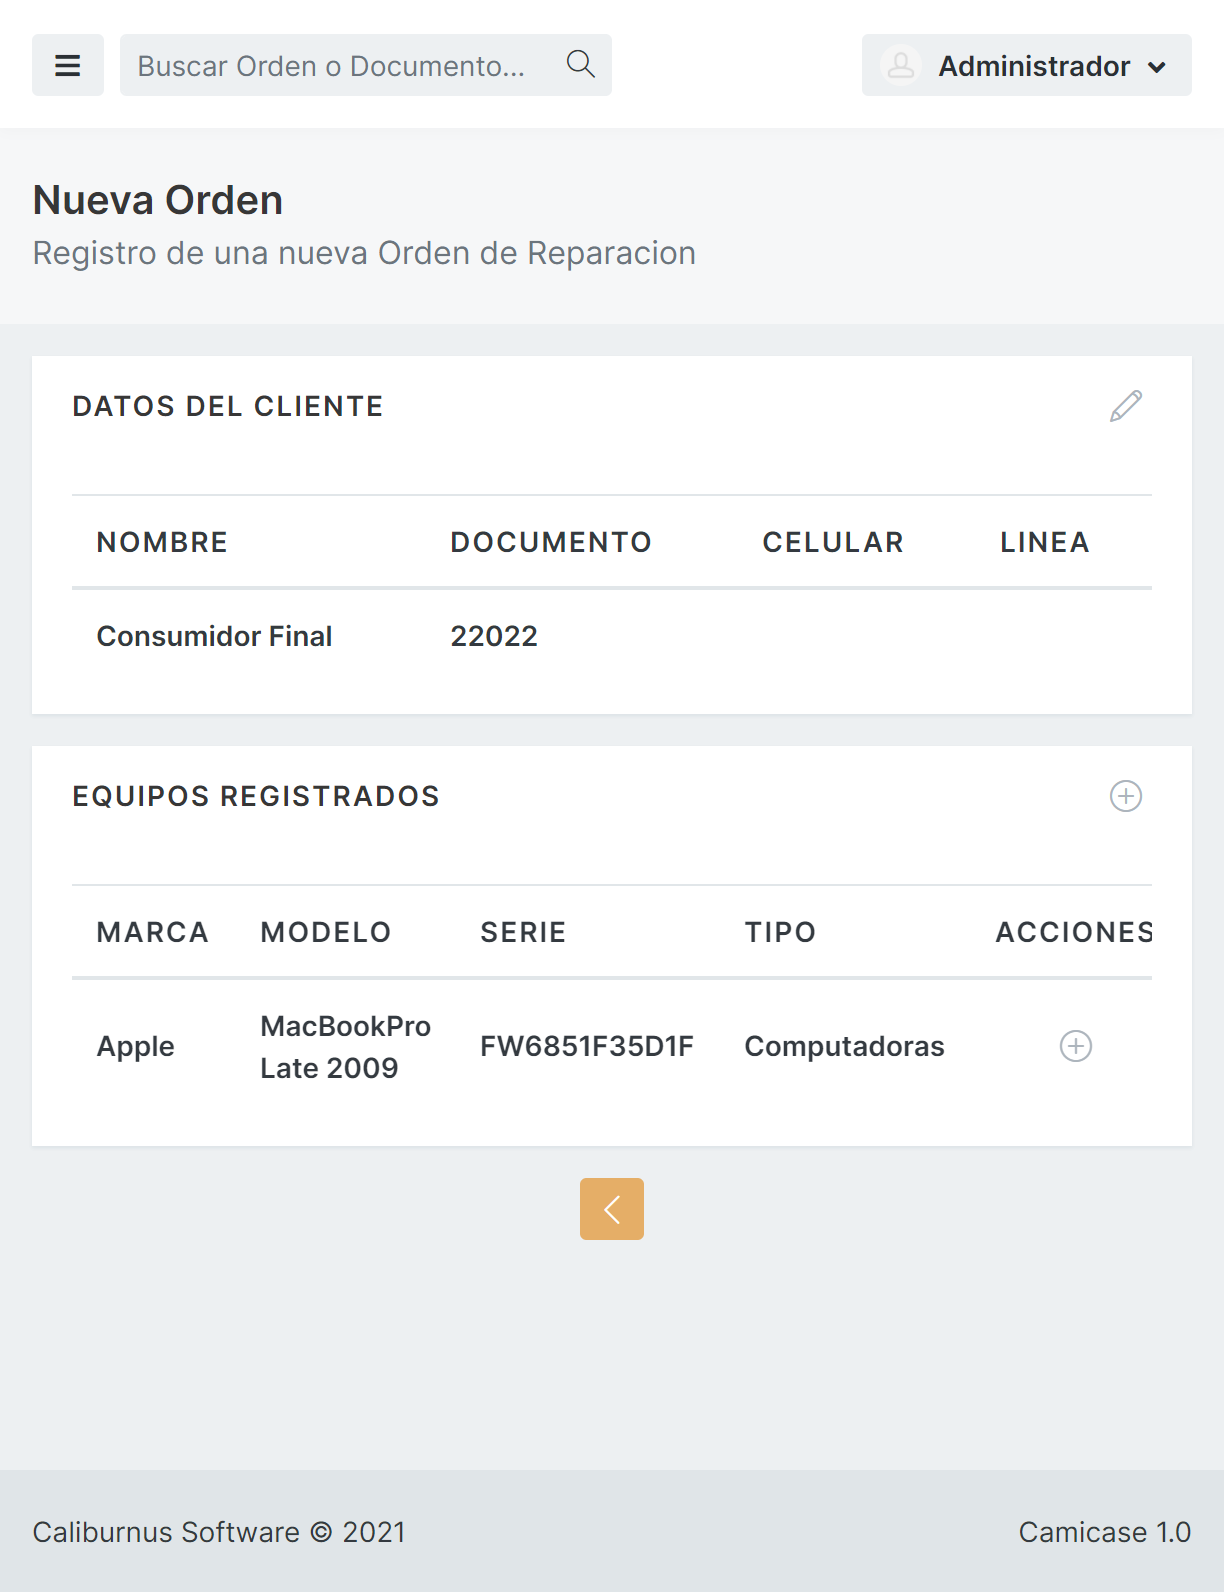 Buscar Orden o Documento...
Administrador
Nueva Orden
Registro de una nueva Orden de Reparacion
DATOS DEL CLIENTE
NOMBRE DOCUMENTO CELULAR LINEA
Consumidor Final 22022
EQUIPOS REGISTRADOS
MARCA MODELO SERIE TIPO ACCIONES
Apple MacBookPro Late 2009 FW6851F35D1F Computadoras
Caliburnus Software © 2021
Camicase 1.0